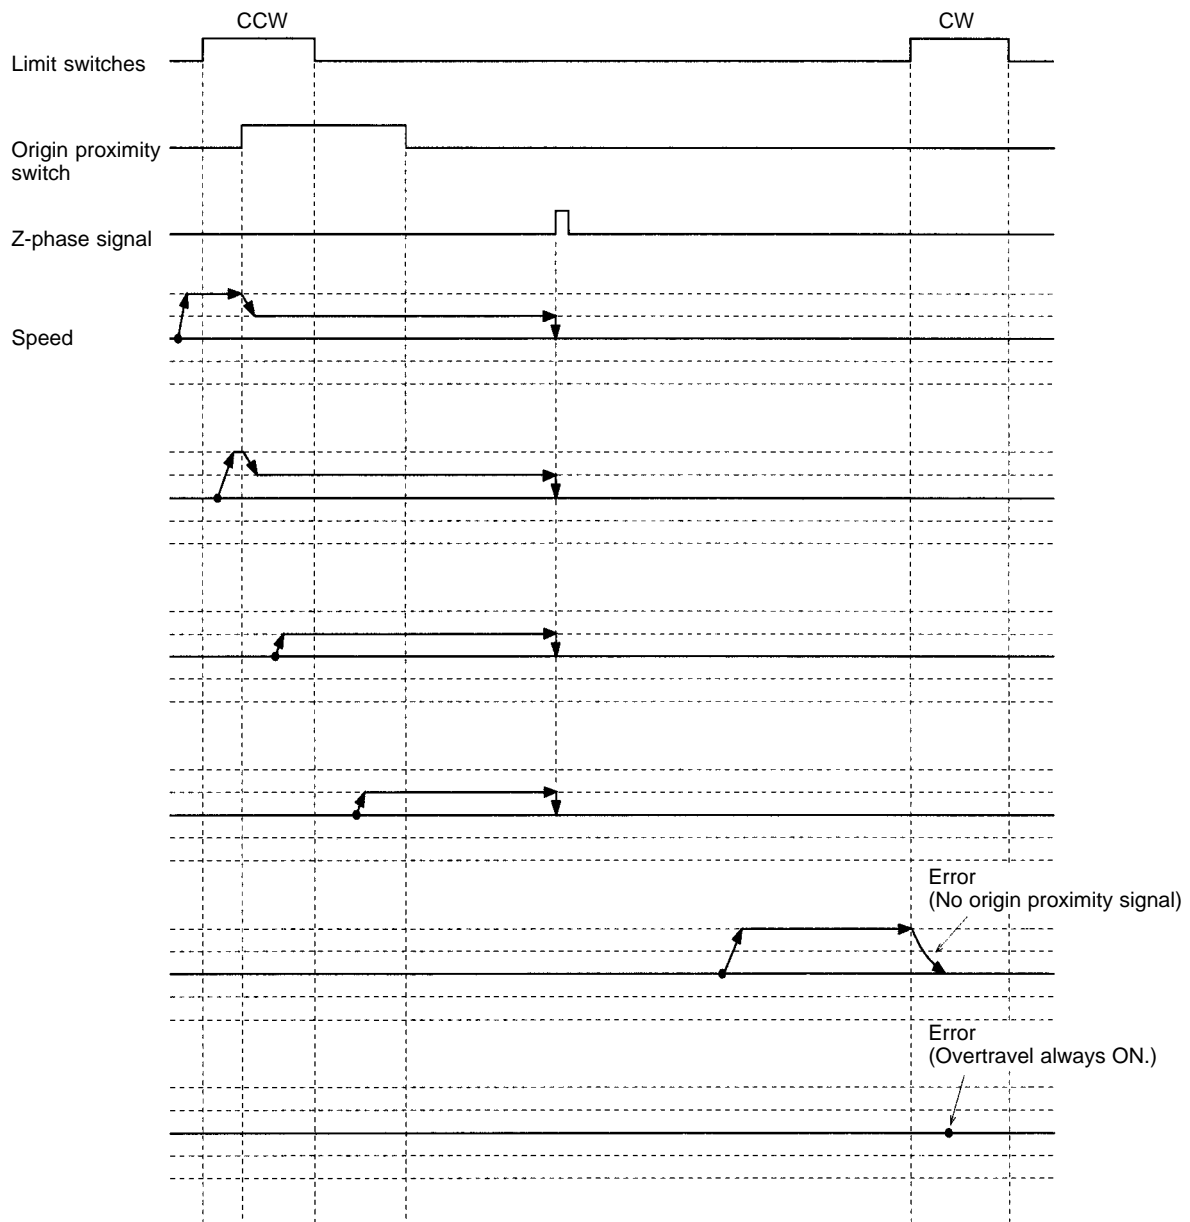 CCW
CW
Limit switches
Origin proximity
switch
Z-phase signal
Speed
Error
(No origin proximity signal)
Error
(Overtravel always ON.)